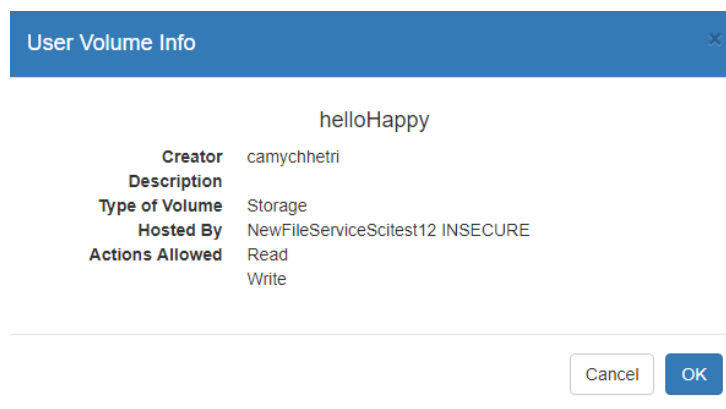 User Volume Info ×
helloHappy
Creator camychhetri
Description
Type of Volume Storage
Hosted By NewFileServiceScitest12 INSECURE
Actions Allowed Read
Write
Cancel OK